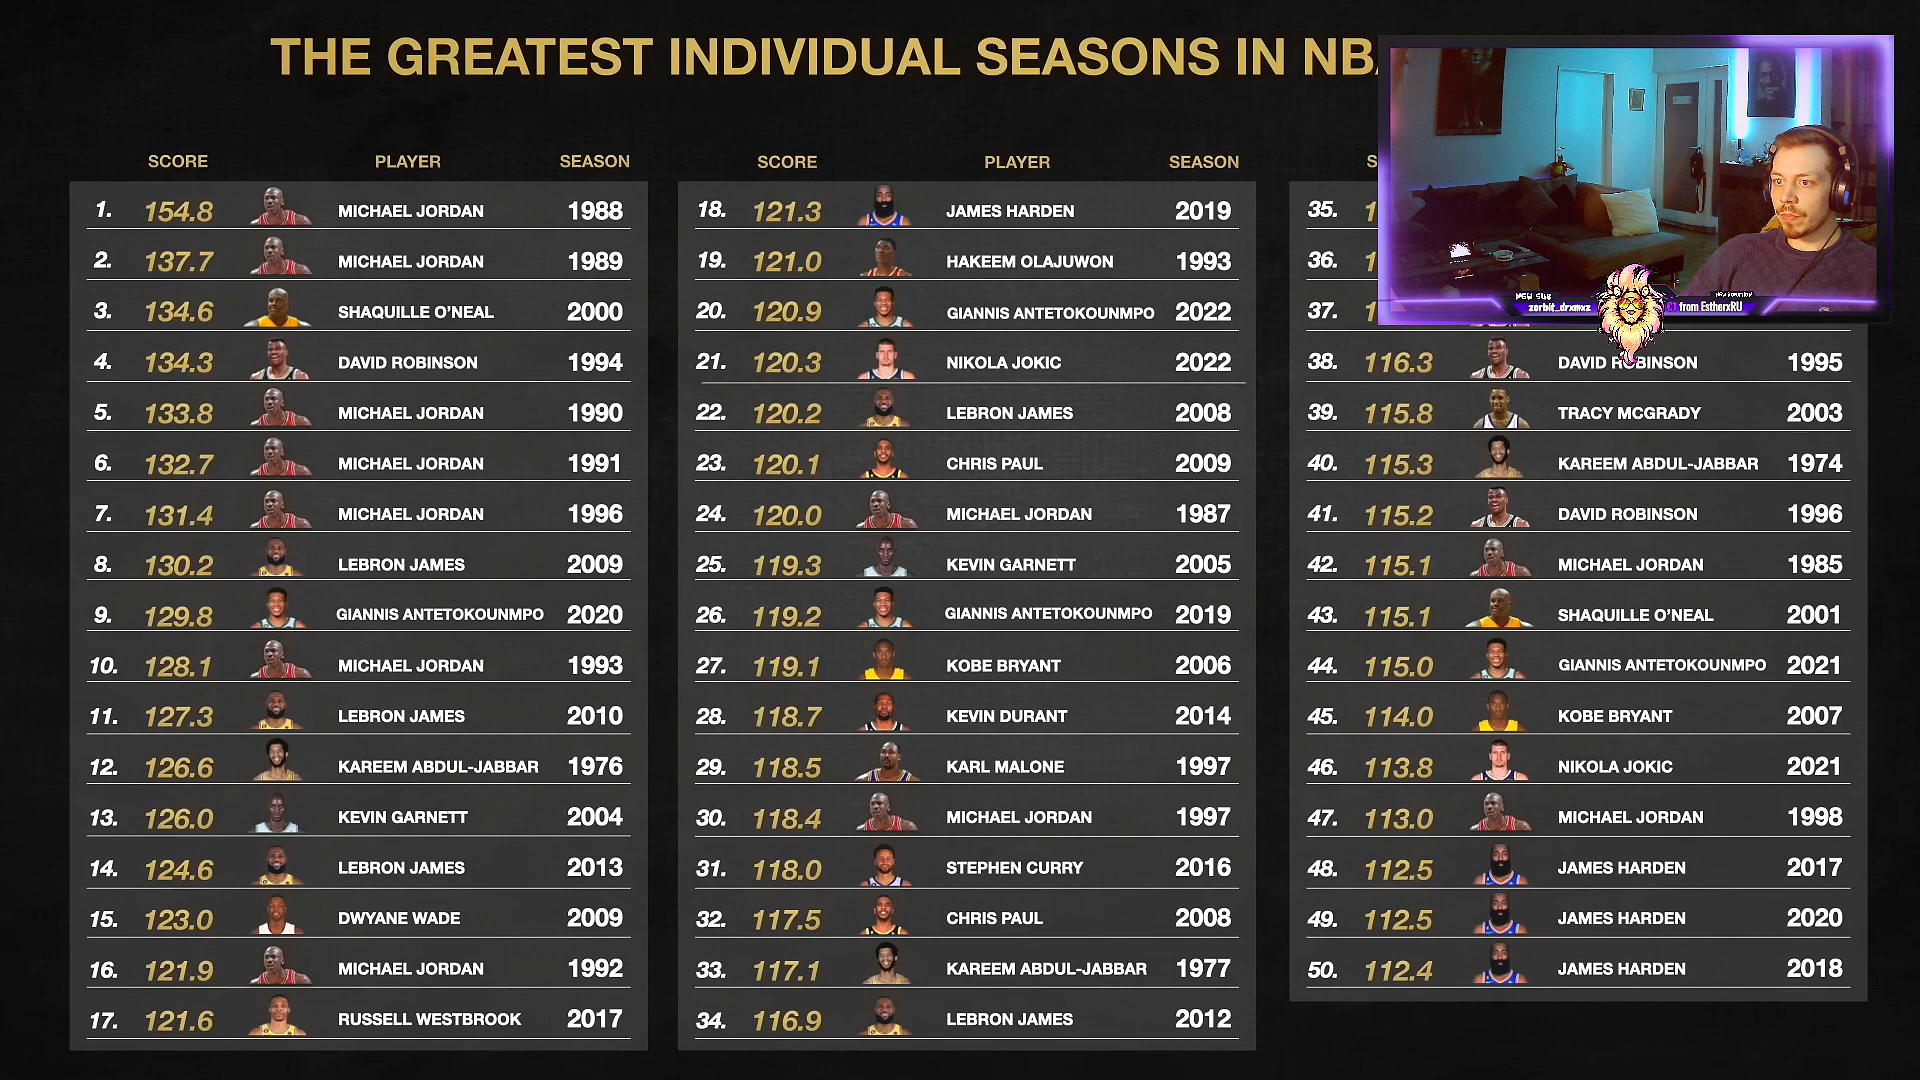 THE GREATEST INDIVIDUAL SEASONS IN NB
SCORE PLAYER SEASON
1. 154.8 MICHAEL JORDAN 1988
2. 137.7 MICHAEL JORDAN 1989
3. 134.6 SHAQUILLE O'NEAL 2000
4. 134.3 DAVID ROBINSON 1994
5. 133.8 MICHAEL JORDAN 1990
6. 132.7 MICHAEL JORDAN 1991
7. 131.4 MICHAEL JORDAN 1996
8. 130.2 LEBRON JAMES 2009
9. 129.8 GIANNIS ANTETOKOUNMPO 2020
10. 128.1 MICHAEL JORDAN 1993
11. 127.3 LEBRON JAMES 2010
12. 126.6 KAREEM ABDUL-JABBAR 1976
13. 126.0 KEVIN GARNETT 2004
14. 124.6 LEBRON JAMES 2013
15. 123.0 DWYANE WADE 2009
16. 121.9 MICHAEL JORDAN 1992
17. 121.6 RUSSELL WESTBROOK 2017
SCORE PLAYER SEASON
18. 121.3 JAMES HARDEN 2019
19. 121.0 HAKEEM OLAJUWON 1993
20. 120.9 GIANNIS ANTETOKOUNMPO 2022
21. 120.3 NIKOLA JOKIC 2022
22. 120.2 LEBRON JAMES 2008
23. 120.1 CHRIS PAUL 2009
24. 120.0 MICHAEL JORDAN 1987
25. 119.3 KEVIN GARNETT 2005
26. 119.2 GIANNIS ANTETOKOUNMPO 2019
27. 119.1 KOBE BRYANT 2006
28. 118.7 KEVIN DURANT 2014
29. 118.5 KARL MALONE 1997
30. 118.4 MICHAEL JORDAN 1997
31. 118.0 STEPHEN CURRY 2016
32. 117.5 CHRIS PAUL 2008
33. 117.1 KAREEM ABDUL-JABBAR 1977
34. 116.9 LEBRON JAMES 2012
S
35. 1
36. 1
37. 1
38. 116.3 DAVID ROBINSON 1995
39. 115.8 TRACY MCGRADY 2003
40. 115.3 KAREEM ABDUL-JABBAR 1974
41. 115.2 DAVID ROBINSON 1996
42. 115.1 MICHAEL JORDAN 1985
43. 115.1 SHAQUILLE O'NEAL 2001
44. 115.0 GIANNIS ANTETOKOUNMPO 2021
45. 114.0 KOBE BRYANT 2007
46. 113.8 NIKOLA JOKIC 2021
47. 113.0 MICHAEL JORDAN 1998
48. 112.5 JAMES HARDEN 2017
49. 112.5 JAMES HARDEN 2020
50. 112.4 JAMES HARDEN 2018
NEW SUB
zorbit_drxmxz
from EstherxRU